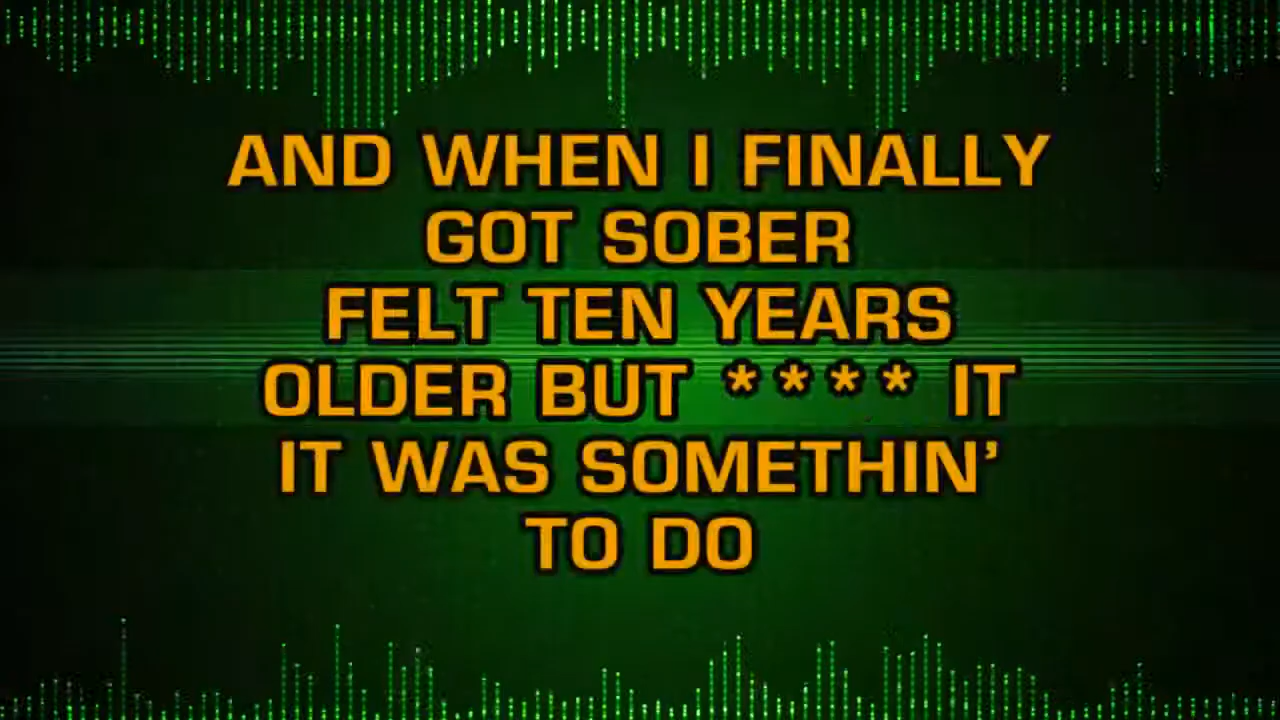 AND WHEN I FINALLY
GOT SOBER
FELT TEN YEARS
OLDER BUT **** IT
IT WAS SOMETHIN’
TO DO